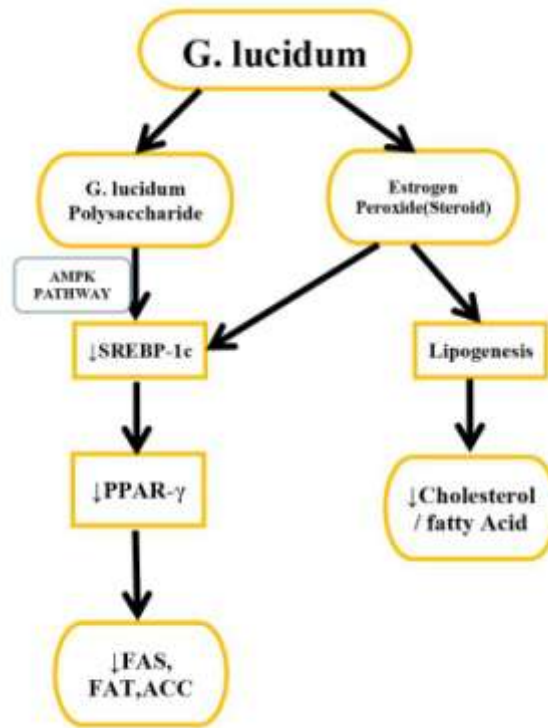 G. lucidum
G. lucidum
Polysaccharide
Estrogen
Peroxide(Steroid)
AMPK
PATHWAY
↓SREBP-1c
Lipogenesis
↓PPAR-γ
↓Cholesterol
/ fatty Acid
↓FAS,
FAT,ACC